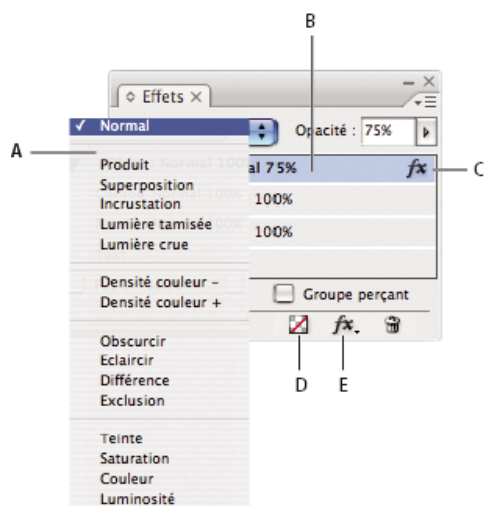 B
Effets
Normal
Opacité : 75%
A
Produit
al 75% fx C
Superposition
Incrustation
100%
Lumière tamisée
100%
Lumière crue
Densité couleur –
Groupe perçant
Densité couleur +
fx.
Obscurcir
Eclaircir
Différence
D E
Exclusion
Teinte
Saturation
Couleur
Luminosité